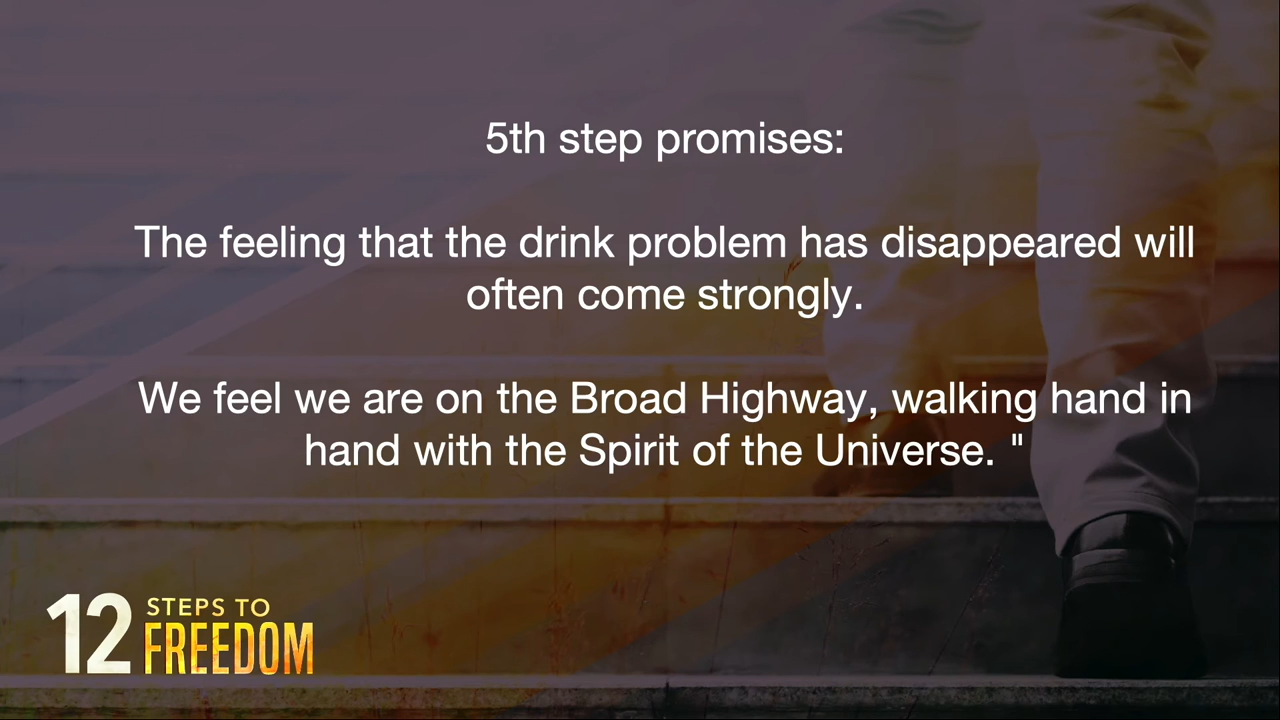 5th step promises:
The feeling that the drink problem has disappeared will
often come strongly.
We feel we are on the Broad Highway, walking hand in
hand with the Spirit of the Universe. "
12 STEPS TO
FREEDOM